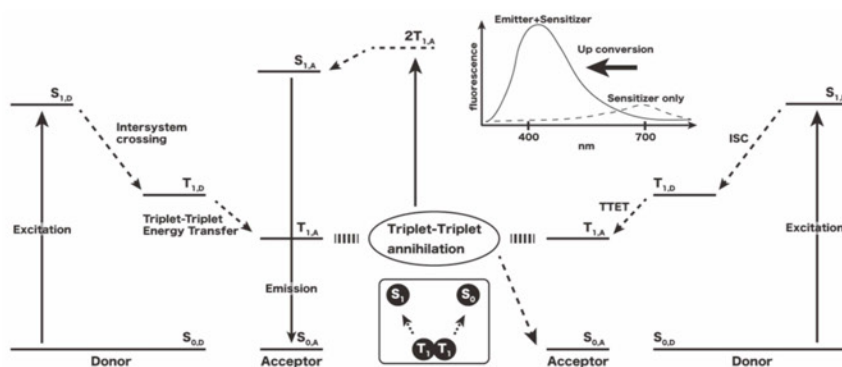 2T1,A
S1,A
S1,D
Intersystem
crossing
T1,D
Triplet-Triplet
Energy Transfer
T1,A
Excitation
Emission
S0,D
S0,A
Donor
Acceptor
Triplet-Triplet
annihilation
S1
S0
T1 T1
Emitter+Sensitizer
Up conversion
Sensitizer only
fluorescence
400
700
nm
ISC
T1,D
TTET
T1,A
Excitation
S0,A
S0,D
Acceptor
Donor